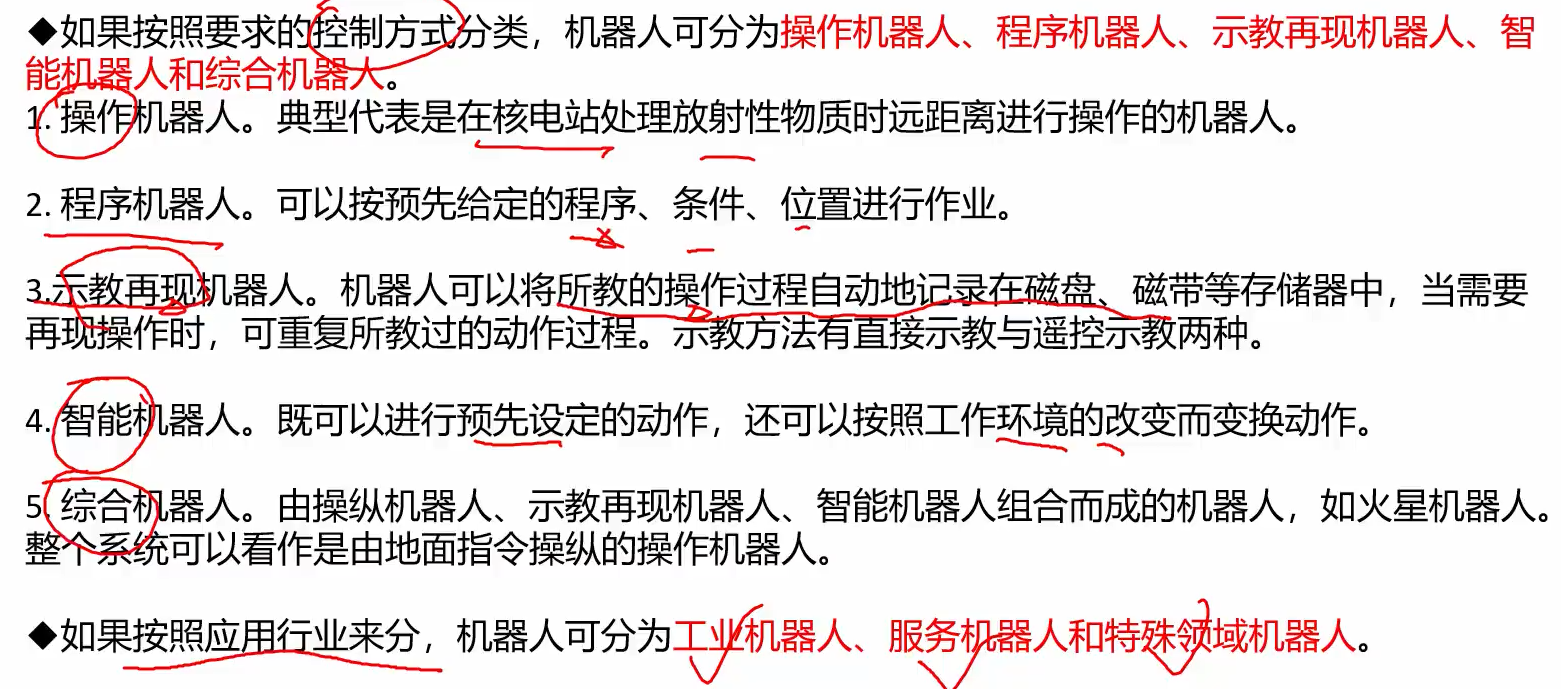 ◆如果按照要求的控制方式分类，机器人可分为操作机器人、程序机器人、示教再现机器人、智
能机器人和综合机器人。
1. 操作机器人。典型代表是在核电站处理放射性物质时远距离进行操作的机器人。
2. 程序机器人。可以按预先给定的程序、条件、位置进行作业。
3.示教再现机器人。机器人可以将所教的操作过程自动地记录在磁盘、磁带等存储器中，当需要
再现操作时，可重复所教过的动作过程。示教方法有直接示教与遥控示教两种。
4. 智能机器人。既可以进行预先设定的动作，还可以按照工作环境的改变而变换动作。
5. 综合机器人。由操纵机器人、示教再现机器人、智能机器人组合而成的机器人，如火星机器人。
整个系统可以看作是由地面指令操纵的操作机器人。
◆如果按照应用行业来分，机器人可分为工业机器人、服务机器人和特殊领域机器人。